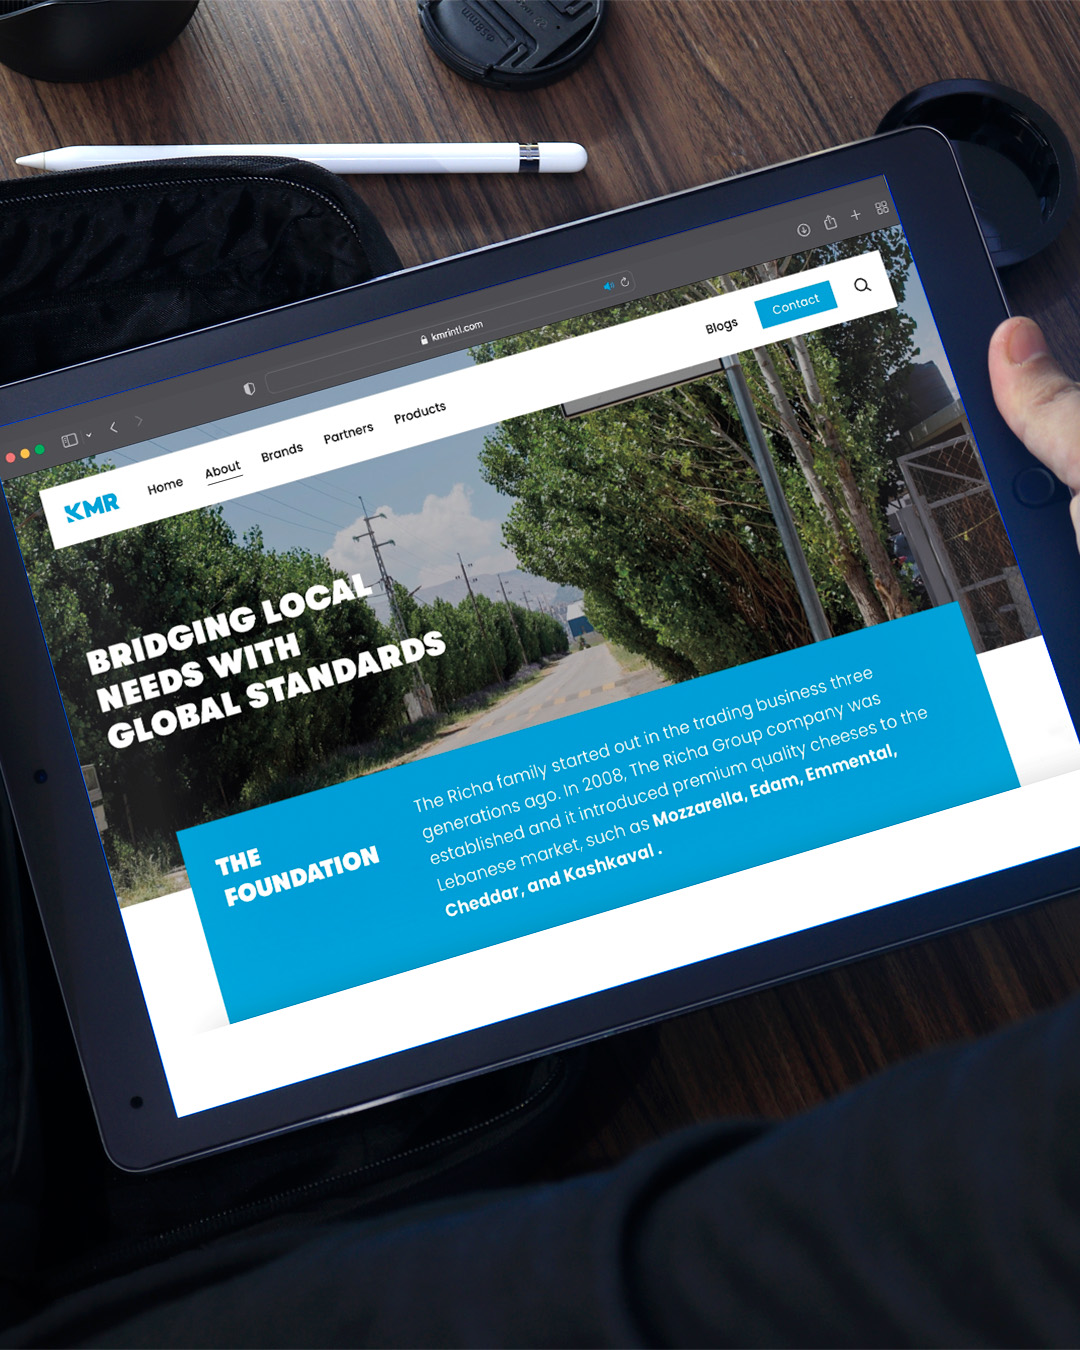 ø58mm
kmrintl.com
KMR
Home
About
Brands
Partners
Products
Blogs
Contact
BRIDGING LOCAL
NEEDS WITH
GLOBAL STANDARDS
THE
FOUNDATION
The Richa family started out in the trading business three
generations ago. In 2008, The Richa Group company was
established and it introduced premium quality cheeses to the
Lebanese market, such as Mozzarella, Edam, Emmental,
Cheddar, and Kashkaval .